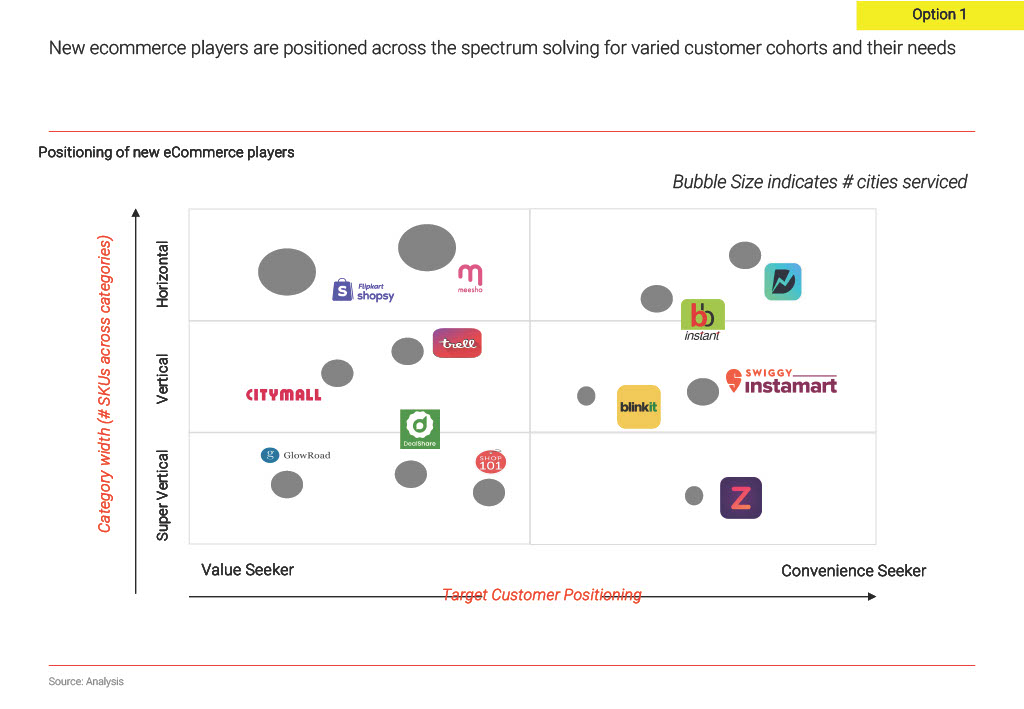 Option 1
New ecommerce players are positioned across the spectrum solving for varied customer cohorts and their needs
Positioning of new eCommerce players
Bubble Size indicates # cities serviced
Category width (# SKUs across categories)
Horizontal
Vertical
Super Vertical
S
Flipkart
shopsy
meesho
bb
instant
trell
CITYMALL
SWIGGY
instamart
blinkit
d
DealShare
g GlowRoad
SHOP
101
Z
Value Seeker
Convenience Seeker
Target Customer Positioning
Source: Analysis